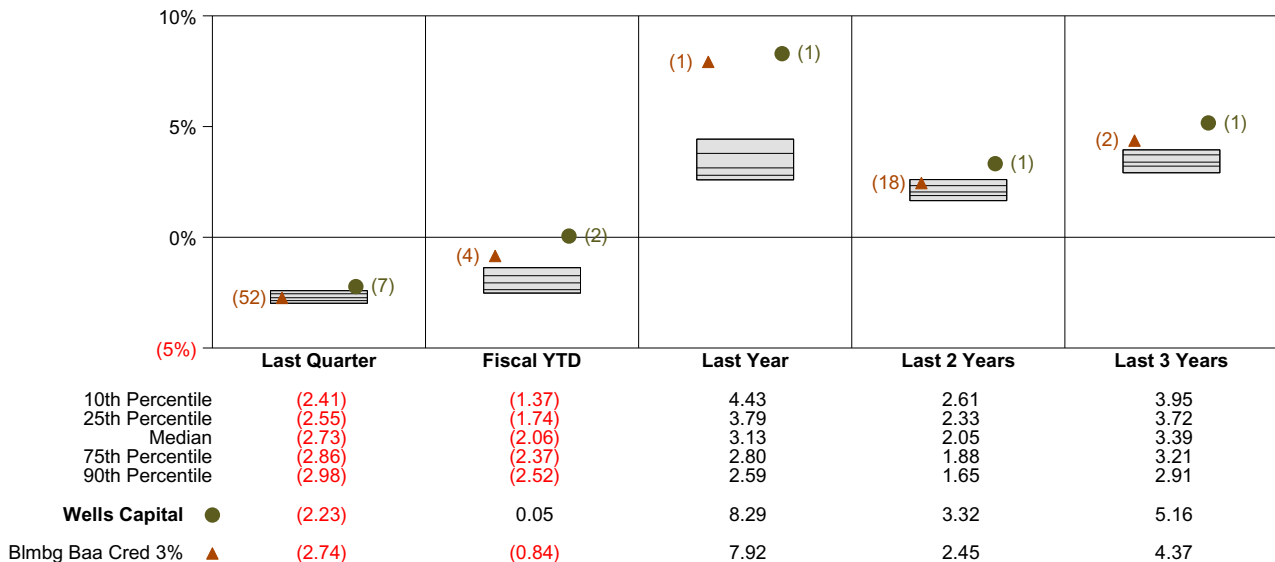 10%
(1)
(1)
5%
(1)
(2)
(1)
(18)
0%
(2)
(4)
(52)
(7)
(5%)
Last Quarter Fiscal YTD Last Year Last 2 Years Last 3 Years
10th Percentile (2.41) (1.37) 4.43 2.61 3.95
25th Percentile (2.55) (1.74) 3.79 2.33 3.72
Median (2.73) (2.06) 3.13 2.05 3.39
75th Percentile (2.86) (2.37) 2.80 1.88 3.21
90th Percentile (2.98) (2.52) 2.59 1.65 2.91
Wells Capital (2.23) 0.05 8.29 3.32 5.16
Blmbg Baa Cred 3% (2.74) (0.84) 7.92 2.45 4.37